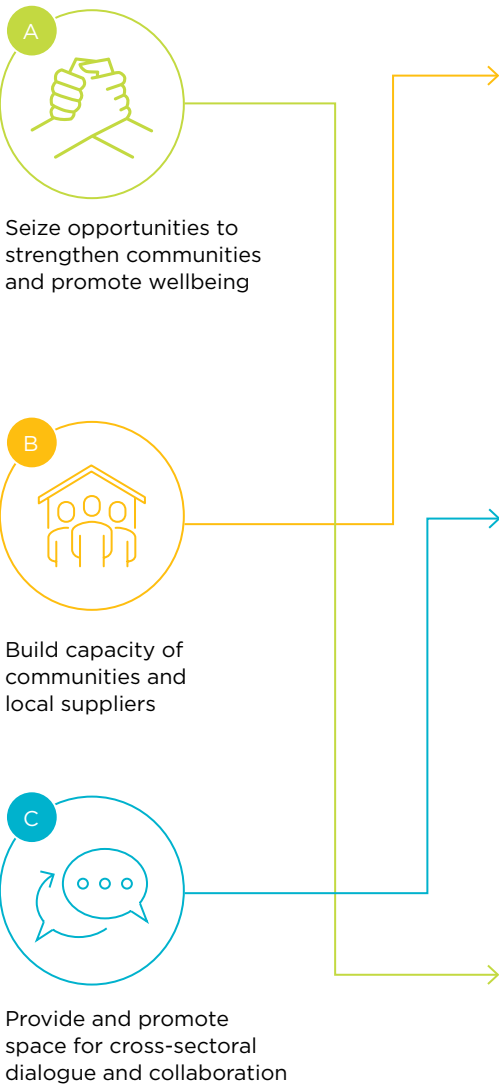 A
Seize opportunities to
strengthen communities
and promote wellbeing
B
Build capacity of
communities and
local suppliers
C
Provide and promote
space for cross-sectoral
dialogue and collaboration